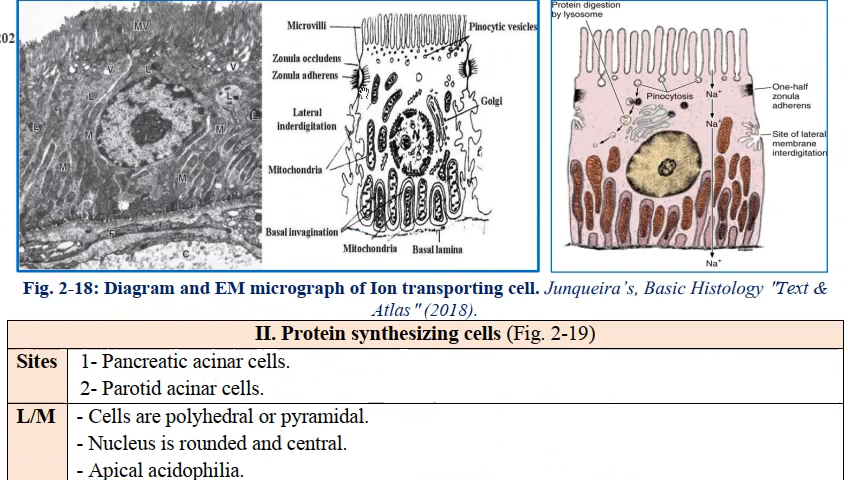 202
MV
V
L
V
L
L
L
M
M
M
M
F
C
Microvilli
Pinocytic vesicles
Zonula occludens
Zonula adherens
Golgi
Lateral
interdigitation
Mitochondria
Basal invagination
Mitochondria
Basal lamina
Protein digestion
by lysosome
Pinocytosis
Na+
Na+
One-half
zonula
adherens
Site of lateral
membrane
interdigitation
Na+
Fig. 2-18: Diagram and EM micrograph of Ion transporting cell. Junqueira's, Basic Histology "Text &
Atlas" (2018).
II. Protein synthesizing cells (Fig. 2-19)
Sites
1- Pancreatic acinar cells.
2- Parotid acinar cells.
L/M
- Cells are polyhedral or pyramidal.
- Nucleus is rounded and central.
- Apical acidophilia.